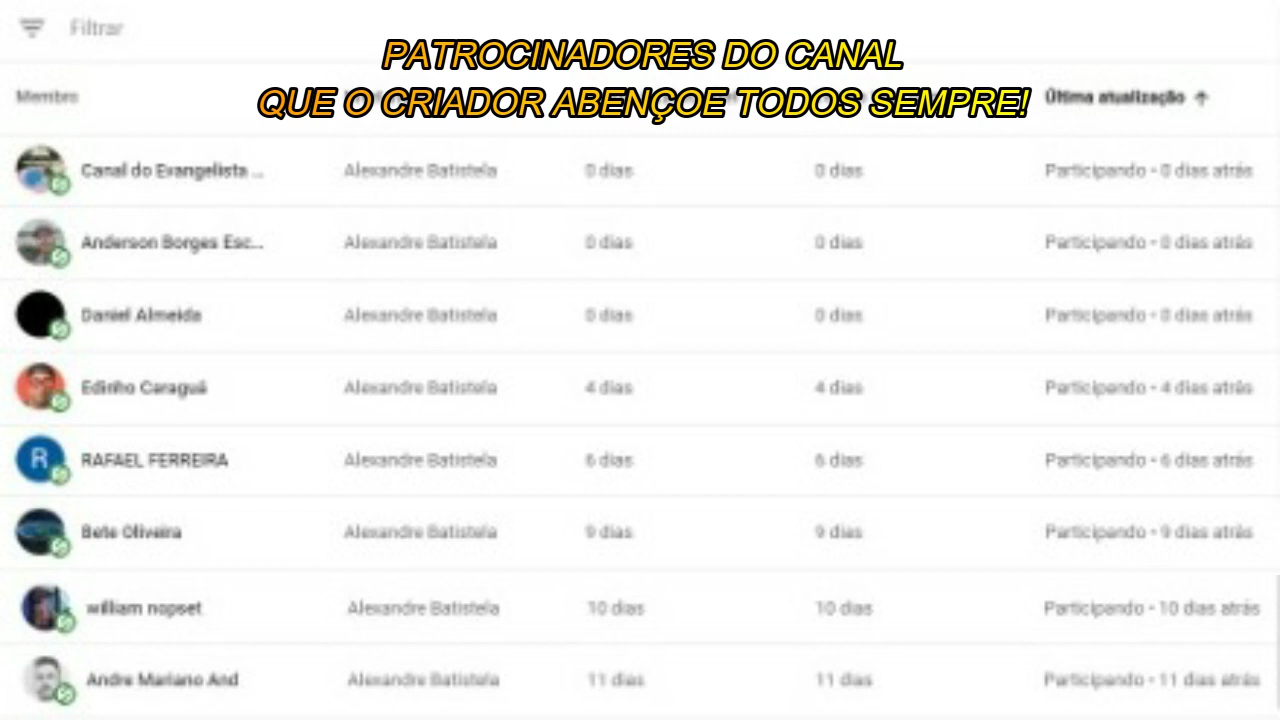 Filtrar
PATROCINADORES DO CANAL
QUE O CRIADOR ABENÇOE TODOS SEMPRE!
Membro Última atualização ↑
Canal do Evangelista ... Alexandre Batistela 0 dias 0 dias Participando - 0 dias atrás
Anderson Borges Esc... Alexandre Batistela 0 dias 0 dias Participando - 0 dias atrás
Daniel Almeida Alexandre Batistela 0 dias 0 dias Participando - 0 dias atrás
Edinho Caraguá Alexandre Batistela 4 dias 4 dias Participando - 4 dias atrás
R RAFAEL FERREIRA Alexandre Batistela 6 dias 6 dias Participando - 6 dias atrás
Bete Oliveira Alexandre Batistela 9 dias 9 dias Participando - 9 dias atrás
william nopset Alexandre Batistela 10 dias 10 dias Participando - 10 dias atrás
Andre Mariano And Alexandre Batistela 11 dias 11 dias Participando - 11 dias atrás